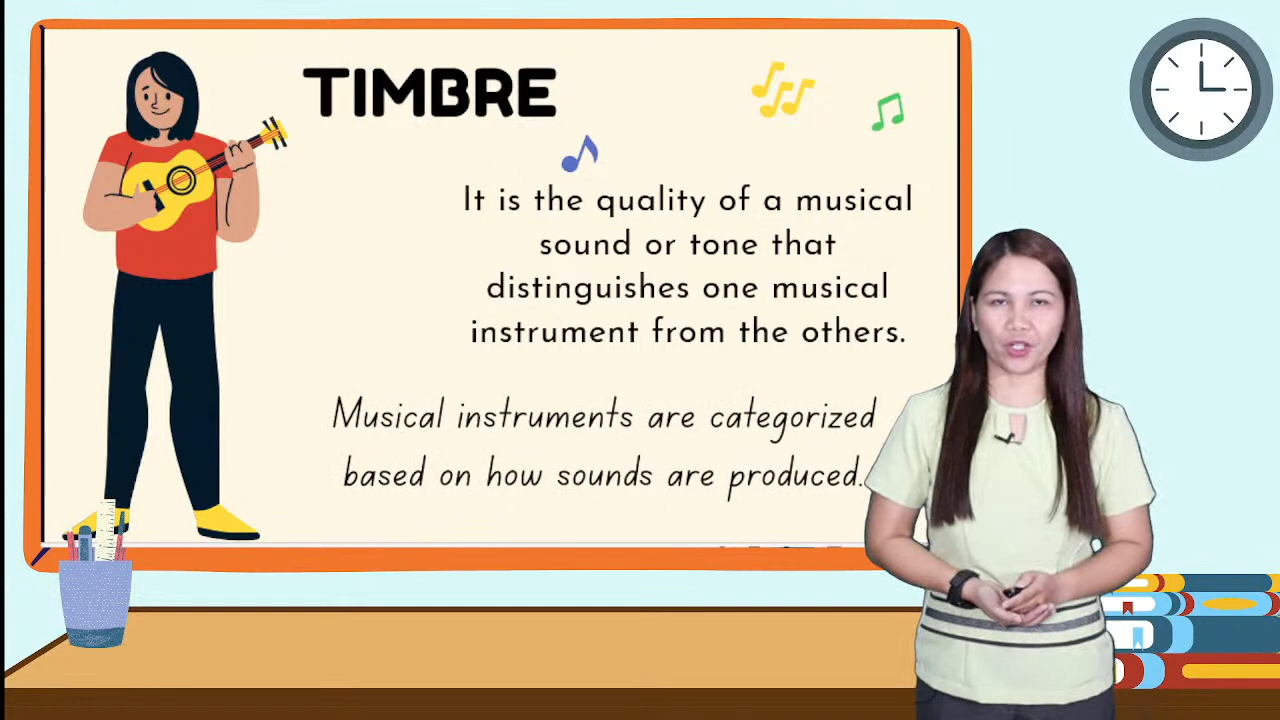 TIMBRE
It is the quality of a musical
sound or tone that
distinguishes one musical
instrument from the others.
Musical instruments are categorized
based on how sounds are produced.